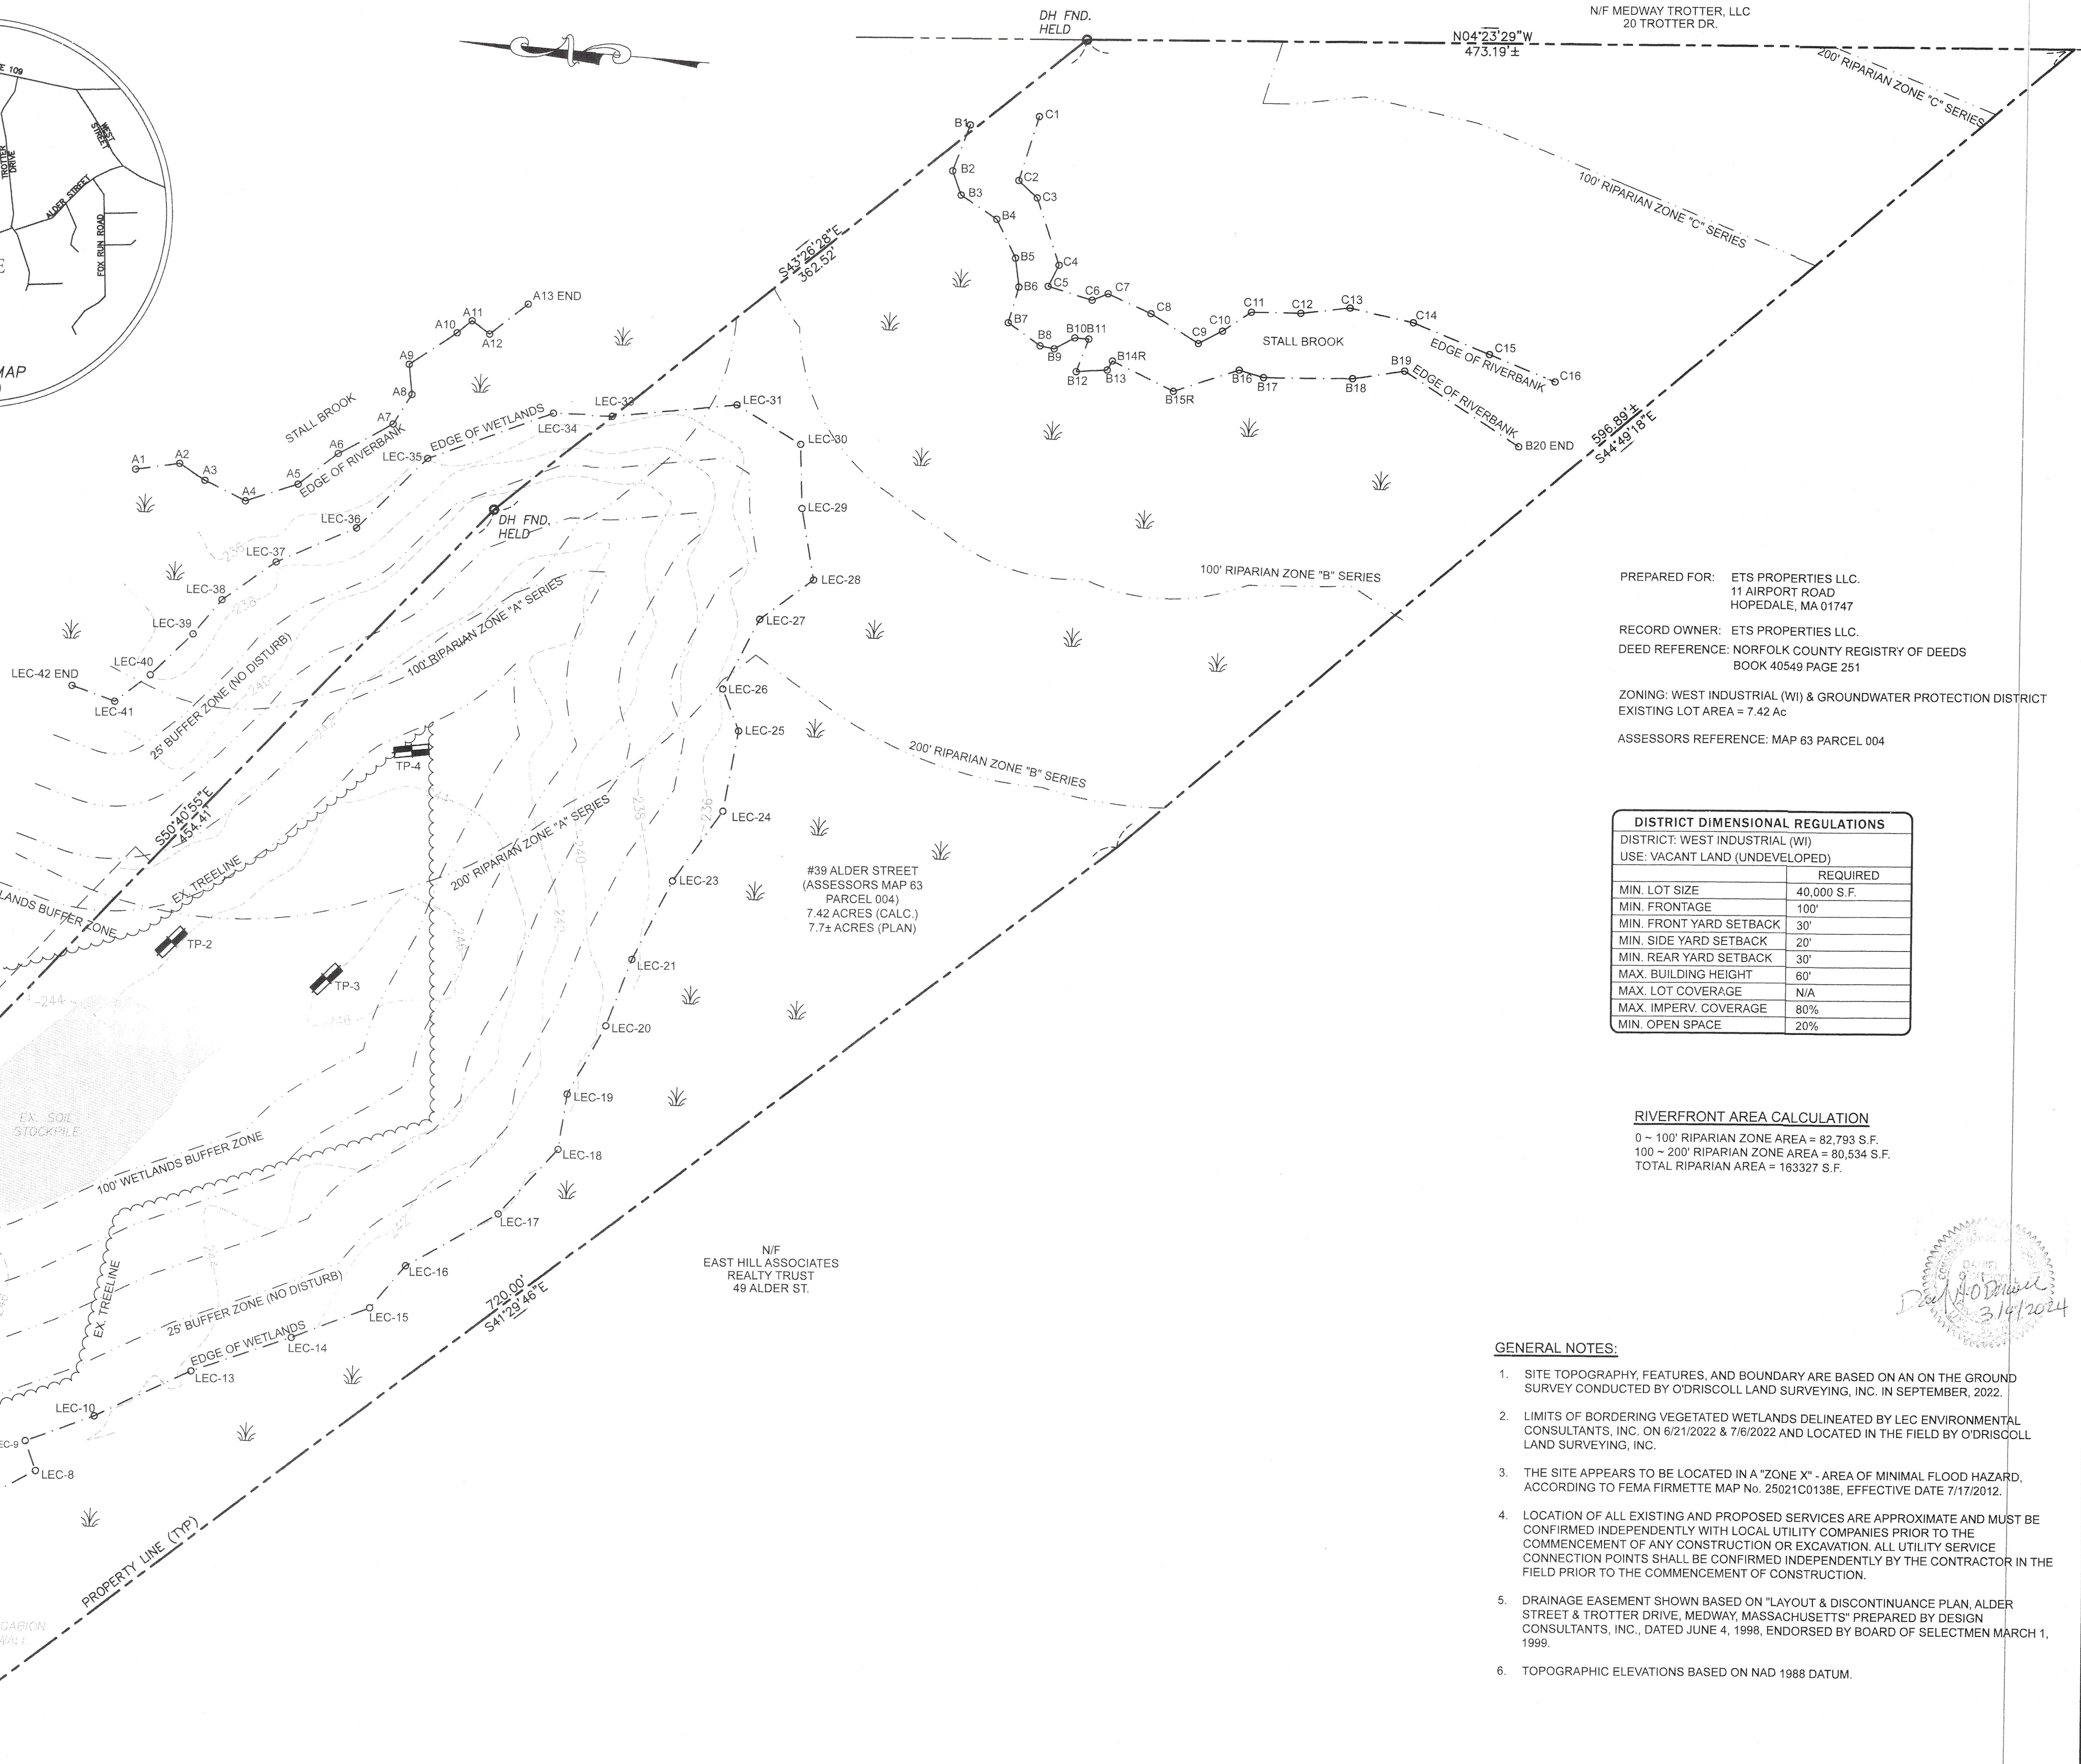 DH FND.
HELD
N/F MEDWAY TROTTER, LLC
20 TROTTER DR.
N04°23'29"W
473.19'±
200' RIPARIAN ZONE "C" SERIES
100' RIPARIAN ZONE "C" SERIES
E 109
WEST
STREET
TROTTER
DRIVE
ALDER STREET
FOX RUN ROAD
E
MAP
S43°26'28"E
362.52'
B1
B2
B3
B4
B5
B6
B7
B8
B9
B10
B11
B12
B13
B14R
B15R
B16
B17
B18
B19
B20 END
C1
C2
C3
C4
C5
C6
C7
C8
C9
C10
C11
C12
C13
C14
C15
C16
STALL BROOK
EDGE OF RIVERBANK
EDGE OF RIVERBANK
596.89'±
S44°49'18"E
A1
A2
A3
A4
A5
A6
A7
A8
A9
A10
A11
A12
A13 END
STALL BROOK
EDGE OF RIVERBANK
EDGE OF WETLANDS
LEC-31
LEC-33
LEC-34
LEC-35
LEC-36
LEC-37
LEC-38
LEC-39
LEC-40
LEC-41
LEC-42 END
LEC-30
LEC-29
LEC-28
LEC-27
LEC-26
LEC-25
LEC-24
LEC-23
LEC-21
LEC-20
LEC-19
LEC-18
LEC-17
LEC-16
LEC-15
LEC-14
LEC-13
LEC-10
EC-9
LEC-8
DH FND.
HELD
236
238
240
242
25' BUFFER ZONE (NO DISTURB)
100' RIPARIAN ZONE "A" SERIES
100' RIPARIAN ZONE "B" SERIES
200' RIPARIAN ZONE "B" SERIES
200' RIPARIAN ZONE "A" SERIES
S50°40'55"E
454.41'
TP-4
TP-2
TP-3
EX. TREELINE
LANDS BUFFER ZONE
244
246
246
236
238
240
242
242
244
EX. SOIL
STOCKPILE
100' WETLANDS BUFFER ZONE
EX. TREELINE
25' BUFFER ZONE (NO DISTURB)
EDGE OF WETLANDS
#39 ALDER STREET
(ASSESSORS MAP 63
PARCEL 004)
7.42 ACRES (CALC.)
7.7± ACRES (PLAN)
N/F
EAST HILL ASSOCIATES
REALTY TRUST
49 ALDER ST.
720.00'
S41°29'46"E
PROPERTY LINE (TYP)
GABION
WALL
PREPARED FOR: ETS PROPERTIES LLC.
11 AIRPORT ROAD
HOPEDALE, MA 01747
RECORD OWNER: ETS PROPERTIES LLC.
DEED REFERENCE: NORFOLK COUNTY REGISTRY OF DEEDS
BOOK 40549 PAGE 251
ZONING: WEST INDUSTRIAL (WI) & GROUNDWATER PROTECTION DISTRICT
EXISTING LOT AREA = 7.42 Ac
ASSESSORS REFERENCE: MAP 63 PARCEL 004
DISTRICT DIMENSIONAL REGULATIONS
DISTRICT: WEST INDUSTRIAL (WI)
USE: VACANT LAND (UNDEVELOPED)
REQUIRED
MIN. LOT SIZE 40,000 S.F.
MIN. FRONTAGE 100'
MIN. FRONT YARD SETBACK 30'
MIN. SIDE YARD SETBACK 20'
MIN. REAR YARD SETBACK 30'
MAX. BUILDING HEIGHT 60'
MAX. LOT COVERAGE N/A
MAX. IMPERV. COVERAGE 80%
MIN. OPEN SPACE 20%
RIVERFRONT AREA CALCULATION
0 ~ 100' RIPARIAN ZONE AREA = 82,793 S.F.
100 ~ 200' RIPARIAN ZONE AREA = 80,534 S.F.
TOTAL RIPARIAN AREA = 163327 S.F.
DANIEL
3/4/2024
GENERAL NOTES:
1. SITE TOPOGRAPHY, FEATURES, AND BOUNDARY ARE BASED ON AN ON THE GROUND
SURVEY CONDUCTED BY O'DRISCOLL LAND SURVEYING, INC. IN SEPTEMBER, 2022.
2. LIMITS OF BORDERING VEGETATED WETLANDS DELINEATED BY LEC ENVIRONMENTAL
CONSULTANTS, INC. ON 6/21/2022 & 7/6/2022 AND LOCATED IN THE FIELD BY O'DRISCOLL
LAND SURVEYING, INC.
3. THE SITE APPEARS TO BE LOCATED IN A "ZONE X" - AREA OF MINIMAL FLOOD HAZARD,
ACCORDING TO FEMA FIRMETTE MAP No. 25021C0138E, EFFECTIVE DATE 7/17/2012.
4. LOCATION OF ALL EXISTING AND PROPOSED SERVICES ARE APPROXIMATE AND MUST BE
CONFIRMED INDEPENDENTLY WITH LOCAL UTILITY COMPANIES PRIOR TO THE
COMMENCEMENT OF ANY CONSTRUCTION OR EXCAVATION. ALL UTILITY SERVICE
CONNECTION POINTS SHALL BE CONFIRMED INDEPENDENTLY BY THE CONTRACTOR IN THE
FIELD PRIOR TO THE COMMENCEMENT OF CONSTRUCTION.
5. DRAINAGE EASEMENT SHOWN BASED ON "LAYOUT & DISCONTINUANCE PLAN, ALDER
STREET & TROTTER DRIVE, MEDWAY, MASSACHUSETTS" PREPARED BY DESIGN
CONSULTANTS, INC., DATED JUNE 4, 1998, ENDORSED BY BOARD OF SELECTMEN MARCH 1,
1999.
6. TOPOGRAPHIC ELEVATIONS BASED ON NAD 1988 DATUM.